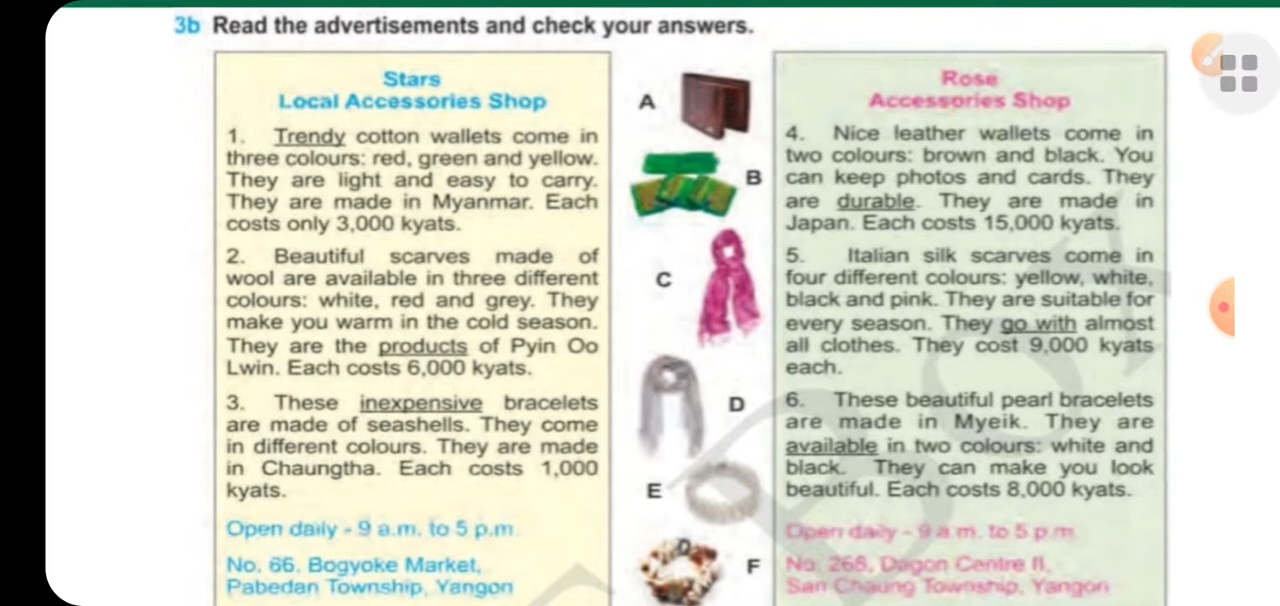 3b Read the advertisements and check your answers.
Stars
Local Accessories Shop
1. Trendy cotton wallets come in
three colours: red, green and yellow.
They are light and easy to carry.
They are made in Myanmar. Each
costs only 3,000 kyats.
2. Beautiful scarves made of
wool are available in three different
colours: white, red and grey. They
make you warm in the cold season.
They are the products of Pyin Oo
Lwin. Each costs 6,000 kyats.
3. These inexpensive bracelets
are made of seashells. They come
in different colours. They are made
in Chaungtha. Each costs 1,000
kyats.
Open daily - 9 a.m. to 5 p.m.
No. 66, Bogyoke Market,
Pabedan Township, Yangon
A
B
C
D
E
F
Rose
Accessories Shop
4. Nice leather wallets come in
two colours: brown and black. You
can keep photos and cards. They
are durable. They are made in
Japan. Each costs 15,000 kyats.
5. Italian silk scarves come in
four different colours: yellow, white,
black and pink. They are suitable for
every season. They go with almost
all clothes. They cost 9,000 kyats
each.
6. These beautiful pearl bracelets
are made in Myeik. They are
available in two colours: white and
black. They can make you look
beautiful. Each costs 8,000 kyats.
Open daily - 9 a.m. to 5 p.m.
No. 268, Dagon Centre II,
San Chaung Township, Yangon